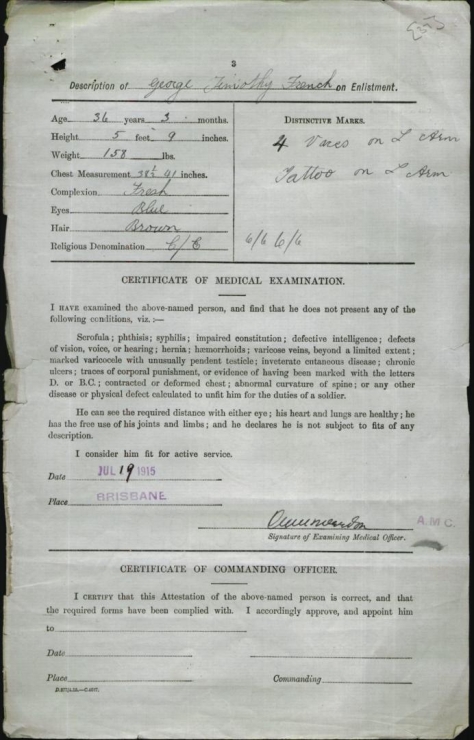 3
Description of George Timothy French on Enlistment.
Age 36 years 3 months.
Height 5 feet 9 inches.
Weight 158 lbs.
Chest Measurement 38½ 41 inches.
Complexion Fresh
Eyes Blue
Hair Brown
Religious Denomination C/E
DISTINCTIVE MARKS.
4 Vacs on L Arm
Tattoo on L Arm
6/6 6/6
CERTIFICATE OF MEDICAL EXAMINATION.
I HAVE examined the above-named person, and find that he does not present any of the
following conditions, viz. :—
Scrofula ; phthisis ; syphilis ; impaired constitution ; defective intelligence ; defects
of vision, voice, or hearing ; hernia ; hæmorrhoids ; varicose veins, beyond a limited extent ;
marked varicocele with unusually pendent testicle ; inveterate cutaneous disease ; chronic
ulcers ; traces of corporal punishment, or evidence of having been marked with the letters
D. or B.C. ; contracted or deformed chest ; abnormal curvature of spine ; or any other
disease or physical defect calculated to unfit him for the duties of a soldier.
He can see the required distance with either eye ; his heart and lungs are healthy ; he
has the free use of his joints and limbs ; and he declares he is not subject to fits of any
description.
I consider him fit for active service.
Date JUL 19 1915
Place BRISBANE
A.M.C.
Signature of Examining Medical Officer.
CERTIFICATE OF COMMANDING OFFICER.
I CERTIFY that this Attestation of the above-named person is correct, and that
the required forms have been complied with. I accordingly approve, and appoint him
to
Date
Place
Commanding